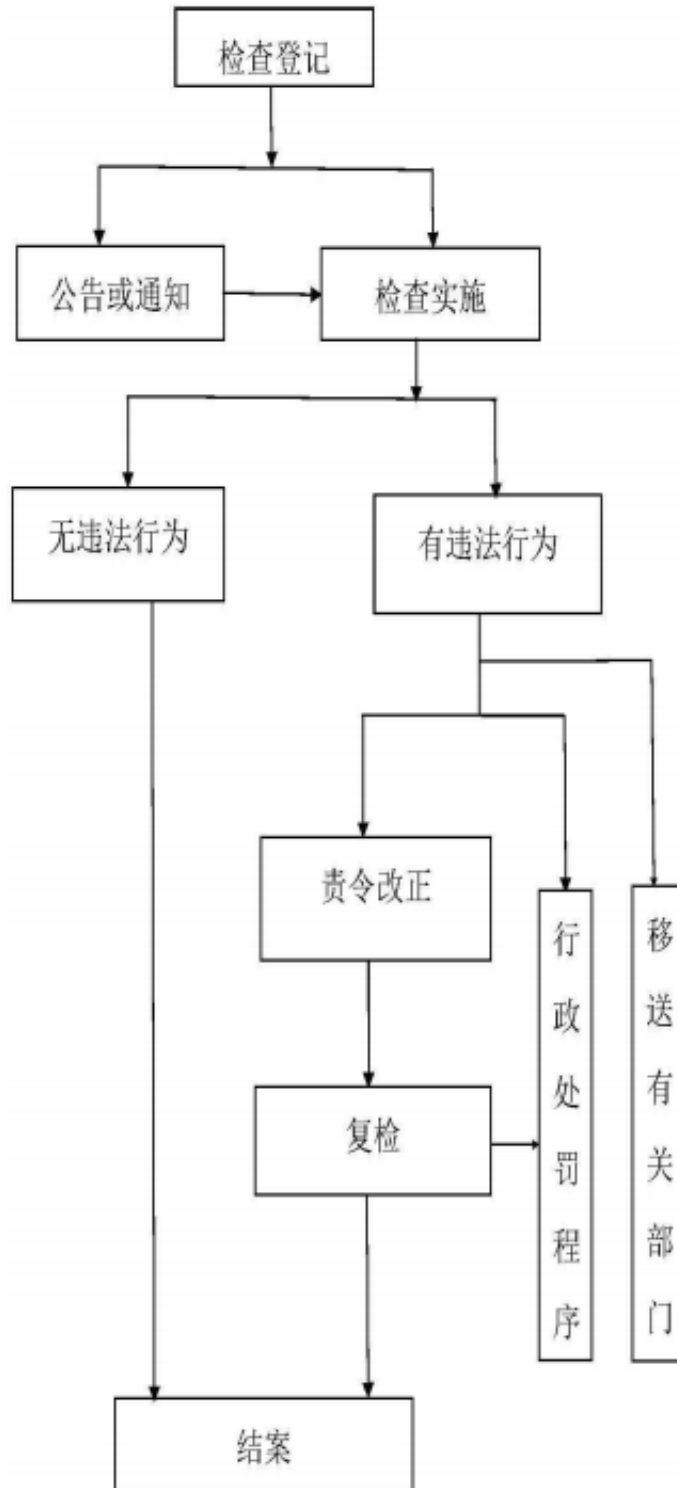 检查登记
公告或通知
检查实施
无违法行为
有违法行为
责令改正
复检
行政处罚程序
移送有关部门
结案